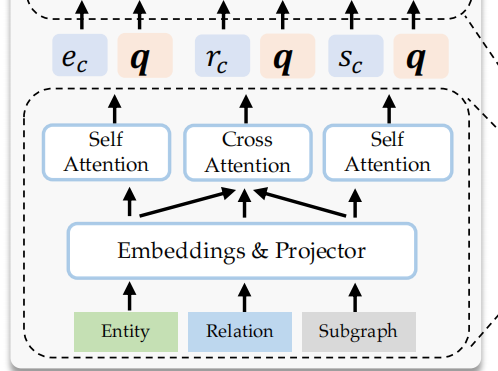 e_c q r_c q s_c q
Self Attention
Cross Attention
Self Attention
Embeddings & Projector
Entity Relation Subgraph